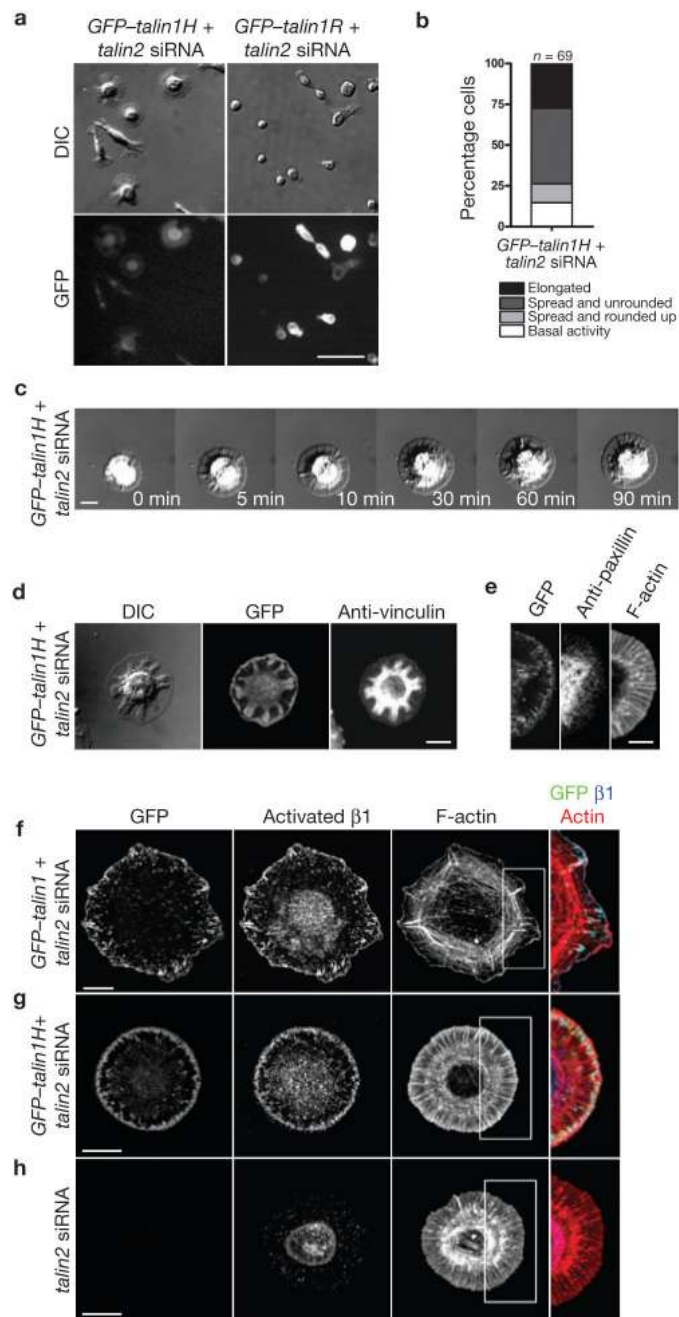 a
GFP–talin1H +
talin2 siRNA
GFP–talin1R +
talin2 siRNA
DIC
GFP
b
Percentage cells
n = 69
100
75
50
25
0
GFP–talin1H +
talin2 siRNA
Elongated
Spread and unrounded
Spread and rounded up
Basal activity
c
GFP–talin1H +
talin2 siRNA
0 min
5 min
10 min
30 min
60 min
90 min
d
GFP–talin1H +
talin2 siRNA
DIC
GFP
Anti-vinculin
e
GFP
Anti-paxillin
F-actin
f
GFP
Activated β1
F-actin
GFP β1
Actin
GFP–talin1 +
talin2 siRNA
g
GFP–talin1H+
talin2 siRNA
h
talin2 siRNA